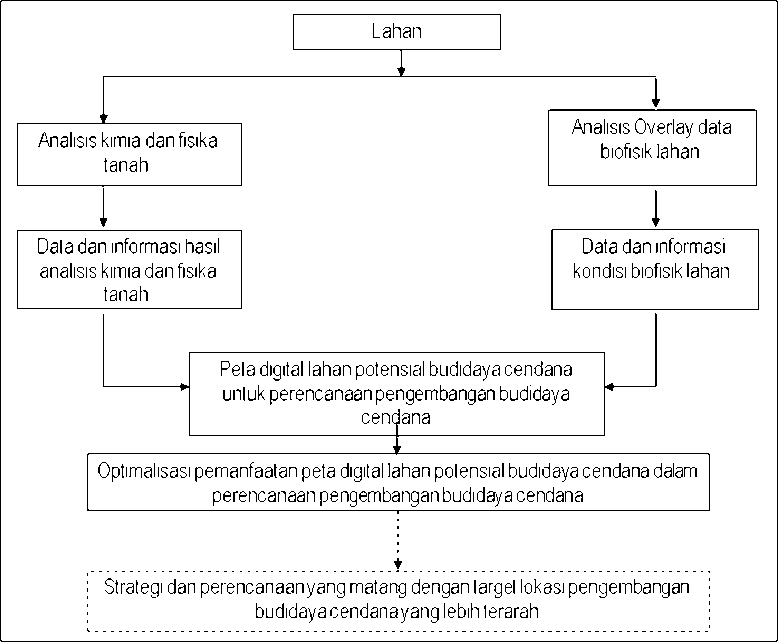 Lahan
Analisis kimia dan fisika
tanah
Analisis Overlay data
biofisik lahan
Data dan informasi hasil
analisis kimia dan fisika
tanah
Data dan informasi
kondisi biofisik lahan
Peta digital lahan potensial budidaya cendana
untuk perencanaan pengembangan budidaya
cendana
Optimalisasi pemanfaatan peta digital lahan potensial budidaya cendana dalam
perencanaan pengembangan budidaya cendana
Strategi dan perencanaan yang matang dengan target lokasi pengembangan
budidaya cendana yang lebih terarah